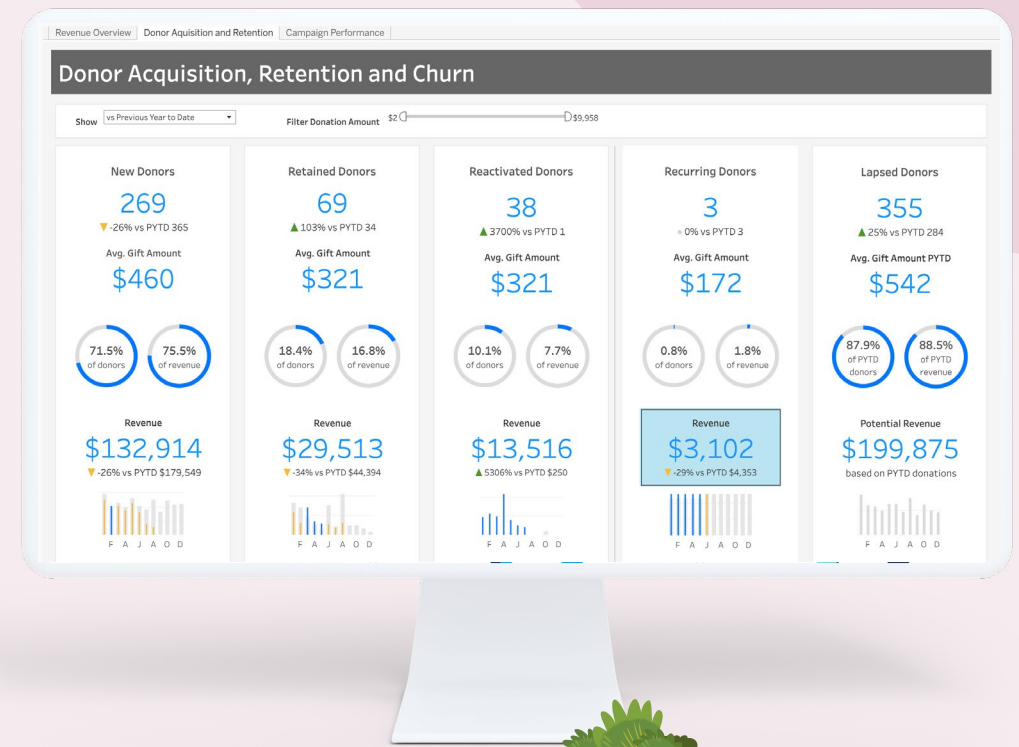 Revenue Overview
Donor Aquisition and Retention
Campaign Performance
Donor Acquisition, Retention and Churn
Show
vs Previous Year to Date
Filter Donation Amount
$2
$9,958
New Donors
269
▼ -26% vs PYTD 365
Avg. Gift Amount
$460
71.5%
of donors
75.5%
of revenue
Revenue
$132,914
▼ -26% vs PYTD $179,549
F A J A O D
Retained Donors
69
▲ 103% vs PYTD 34
Avg. Gift Amount
$321
18.4%
of donors
16.8%
of revenue
Revenue
$29,513
▼ -34% vs PYTD $44,394
F A J A O D
Reactivated Donors
38
▲ 3700% vs PYTD 1
Avg. Gift Amount
$321
10.1%
of donors
7.7%
of revenue
Revenue
$13,516
▲ 5306% vs PYTD $250
F A J A O D
Recurring Donors
3
0% vs PYTD 3
Avg. Gift Amount
$172
0.8%
of donors
1.8%
of revenue
Revenue
$3,102
▼ -29% vs PYTD $4,353
F A J A O D
Lapsed Donors
355
▲ 25% vs PYTD 284
Avg. Gift Amount PYTD
$542
87.9%
of PYTD
donors
88.5%
of PYTD
revenue
Potential Revenue
$199,875
based on PYTD donations
F A J A O D